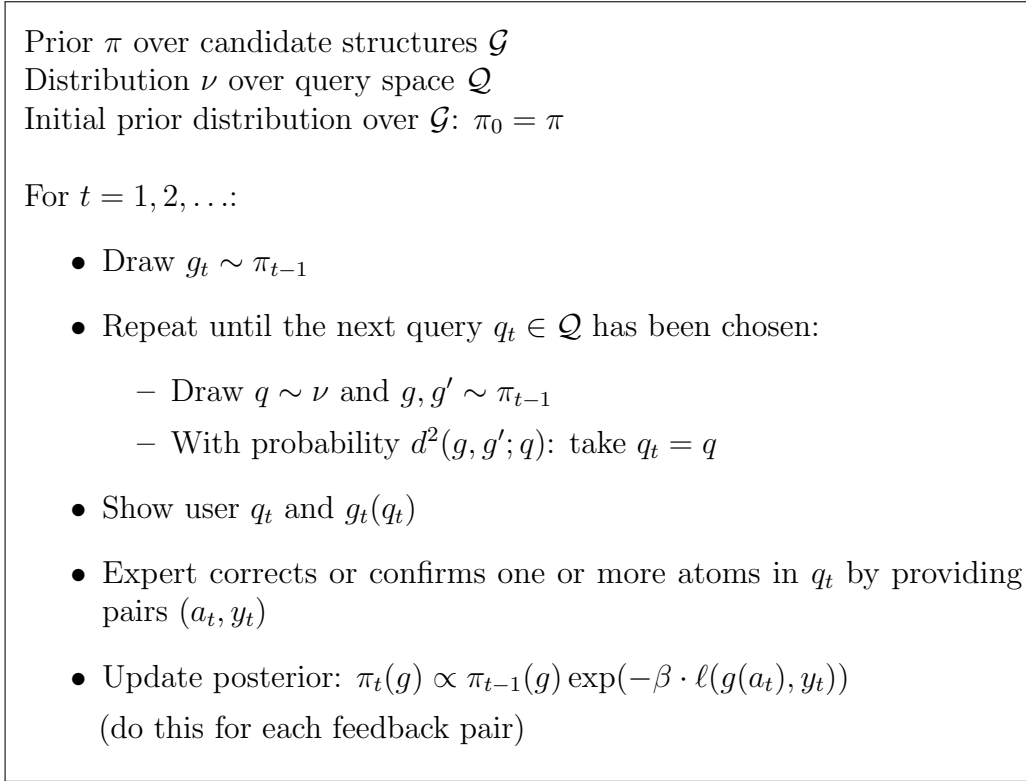 Prior π over candidate structures 𝒢
Distribution ν over query space 𝒬
Initial prior distribution over 𝒢: π₀ = π
For t = 1, 2, . . .:
• Draw gₜ ∼ πₜ₋₁
• Repeat until the next query qₜ ∈ 𝒬 has been chosen:
– Draw q ∼ ν and g, g′ ∼ πₜ₋₁
– With probability d²(g, g′; q): take qₜ = q
• Show user qₜ and gₜ(qₜ)
• Expert corrects or confirms one or more atoms in qₜ by providing
pairs (aₜ, yₜ)
• Update posterior: πₜ(g) ∝ πₜ₋₁(g) exp(−β · ℓ(g(aₜ), yₜ))
(do this for each feedback pair)